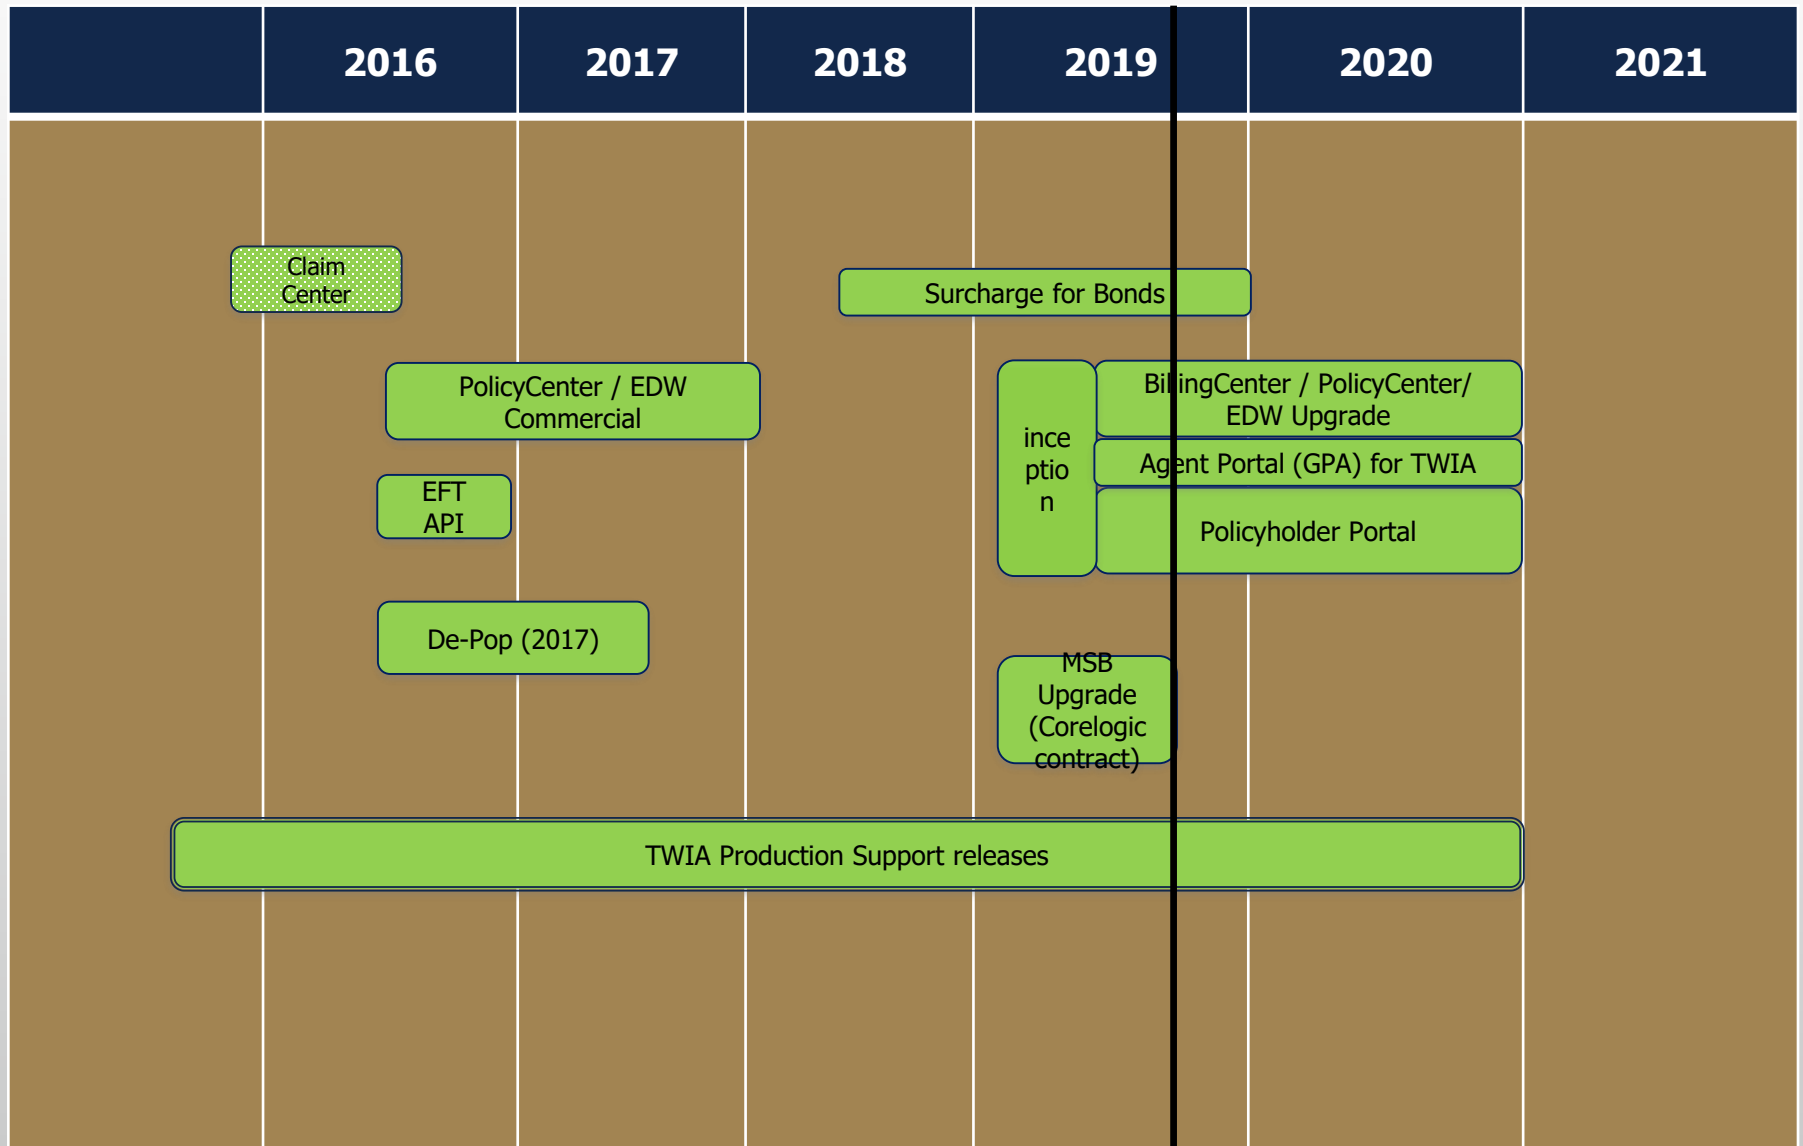 2016 2017 2018 2019 2020 2021
Claim
Center
Surcharge for Bonds
PolicyCenter / EDW
Commercial
EFT
API
De-Pop (2017)
ince
ptio
n
BillingCenter / PolicyCenter/
EDW Upgrade
Agent Portal (GPA) for TWIA
Policyholder Portal
MSB
Upgrade
(Corelogic
contract)
TWIA Production Support releases